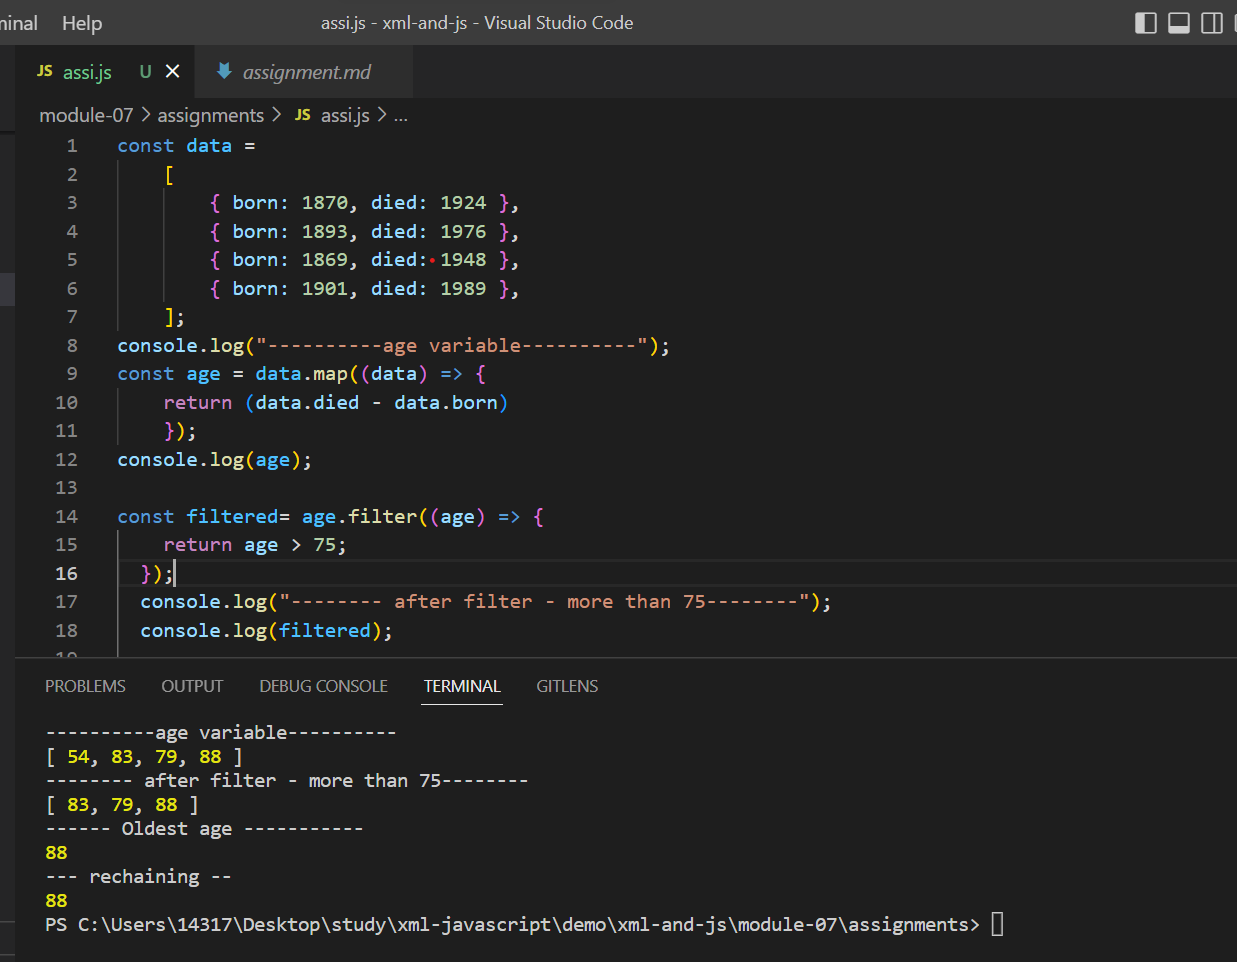 minal Help assi.js - xml-and-js - Visual Studio Code
JS assi.js U assignment.md
module-07 > assignments > JS assi.js > ...
1 const data =
2 [
3 { born: 1870, died: 1924 },
4 { born: 1893, died: 1976 },
5 { born: 1869, died: 1948 },
6 { born: 1901, died: 1989 },
7 ];
8 console.log("----------age variable----------");
9 const age = data.map((data) => {
10 return (data.died - data.born)
11 });
12 console.log(age);
13
14 const filtered= age.filter((age) => {
15 return age > 75;
16 });
17 console.log("-------- after filter - more than 75--------");
18 console.log(filtered);
19
PROBLEMS OUTPUT DEBUG CONSOLE TERMINAL GITLENS
----------age variable----------
[ 54, 83, 79, 88 ]
-------- after filter - more than 75--------
[ 83, 79, 88 ]
------ Oldest age -----------
88
--- rechaining --
88
PS C:\Users\14317\Desktop\study\xml-javascript\demo\xml-and-js\module-07\assignments>